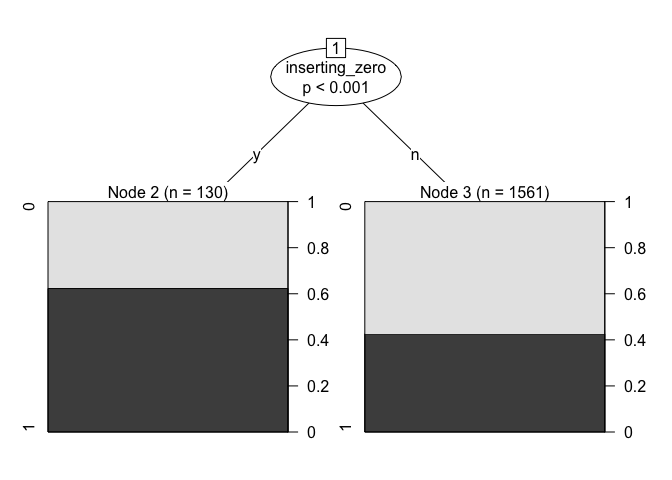 1
inserting_zero
p < 0.001
y
n
Node 2 (n = 130)
0
1
1
0.8
0.6
0.4
0.2
0
Node 3 (n = 1561)
0
1
1
0.8
0.6
0.4
0.2
0